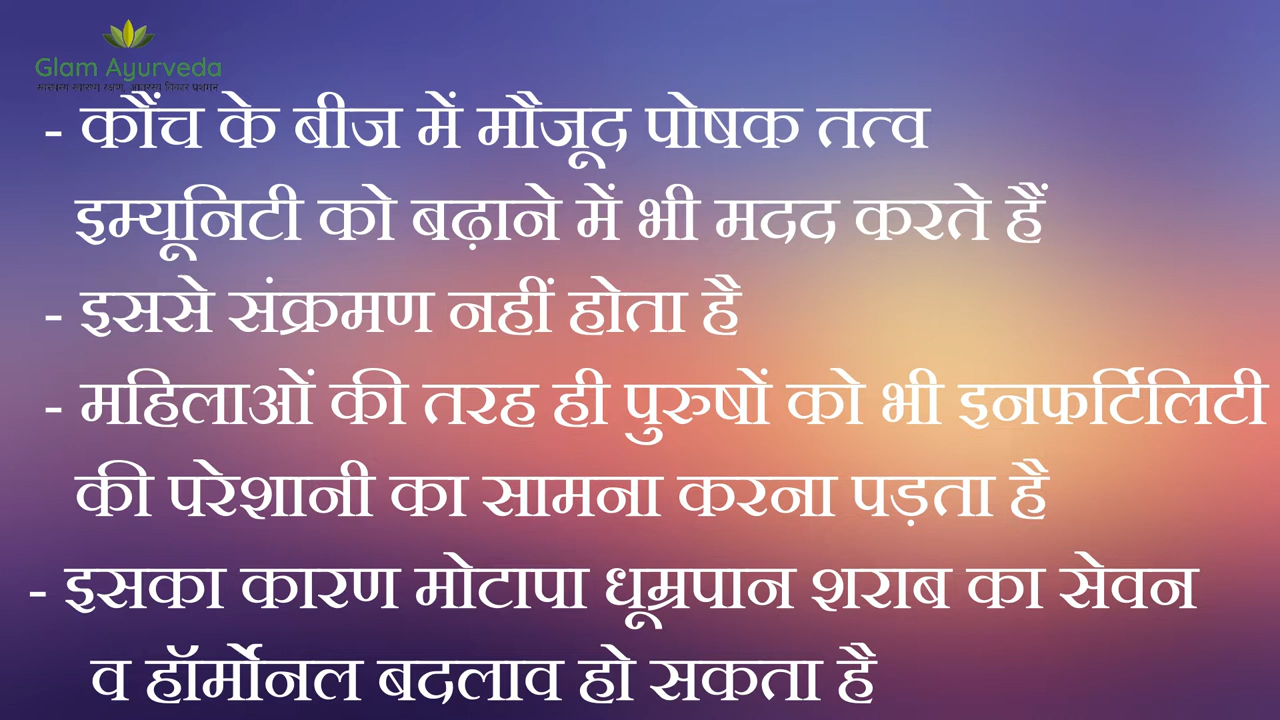 Glam Ayurveda
- कौंच के बीज में मौजूद पोषक तत्व
इम्यूनिटी को बढ़ाने में भी मदद करते हैं
- इससे संक्रमण नहीं होता है
- महिलाओं की तरह ही पुरुषों को भी इनफर्टिलिटी
की परेशानी का सामना करना पड़ता है
- इसका कारण मोटापा धूम्रपान शराब का सेवन
व हॉर्मोनल बदलाव हो सकता है